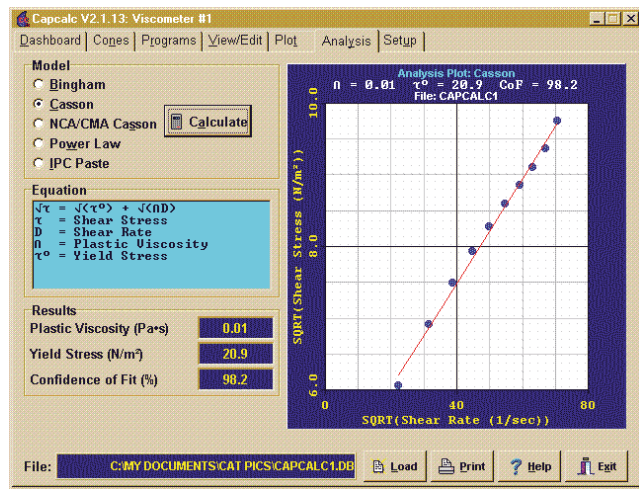 Capcalc V2.1.13: Viscometer #1
Dashboard Cones Programs View/Edit Plot Analysis Setup
Model
Bingham
Casson
NCA/CMA Casson
Power Law
IPC Paste
Calculate
Equation
√τ = √(τº) + √(ηD)
τ = Shear Stress
D = Shear Rate
η = Plastic Viscosity
τº = Yield Stress
Results
Plastic Viscosity (Pa•s) 0.01
Yield Stress (N/m²) 20.9
Confidence of Fit (%) 98.2
Analysis Plot: Casson
η = 0.01 τº = 20.9 CoF = 98.2
File: CAPCALC1
SQRT(Shear Stress (N/m²))
10.0
8.0
6.0
0 40 80
SQRT(Shear Rate (1/sec))
File: C:\MY DOCUMENTS\CAT PICS\CAPCALC1.DB
Load Print Help Exit